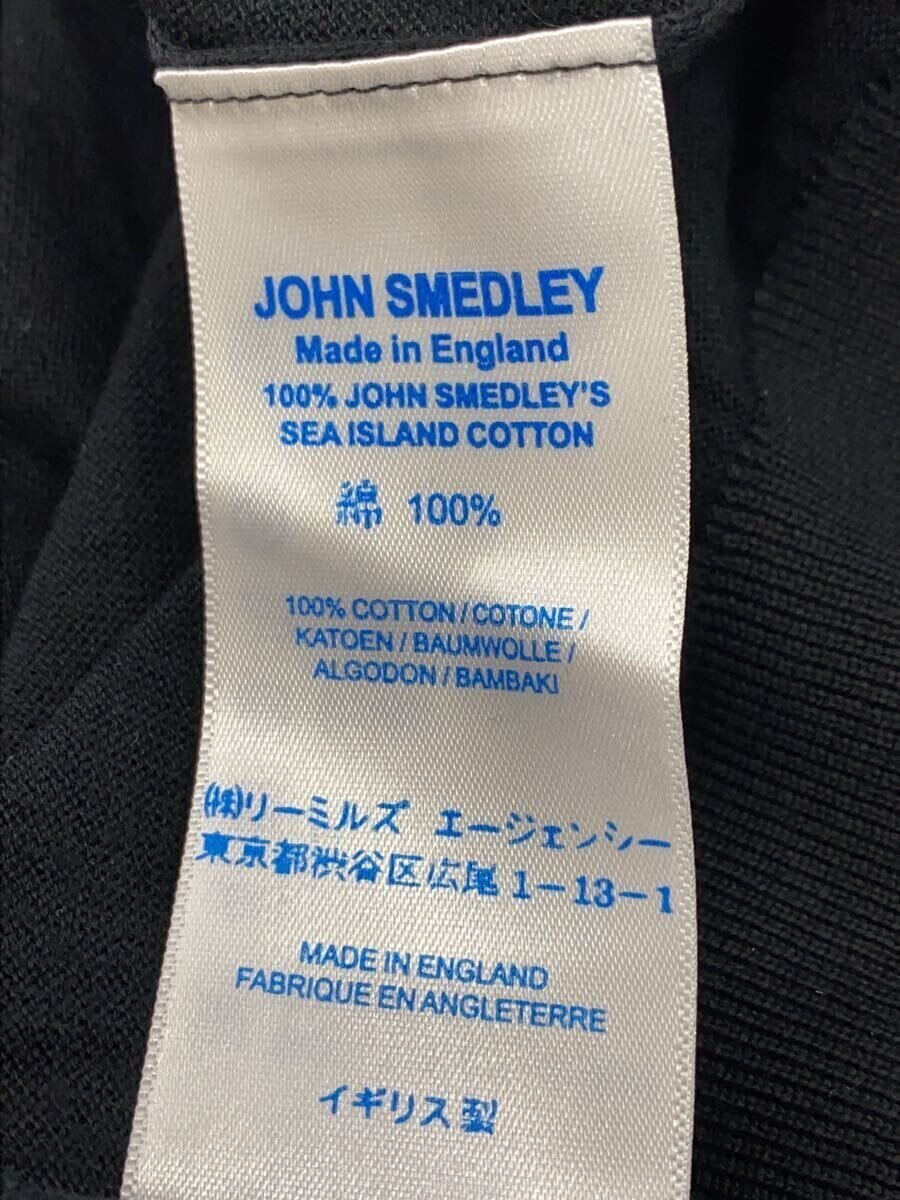 JOHN SMEDLEY
Made in England
100% JOHN SMEDLEY'S
SEA ISLAND COTTON
綿 100%
100% COTTON / COTONE /
KATOEN / BAUMWOLLE /
ALGODON / BAMBAKI
㈱リーミルズ エージェンシー
東京都渋谷区広尾 1-13-1
MADE IN ENGLAND
FABRIQUE EN ANGLETERRE
イギリス製